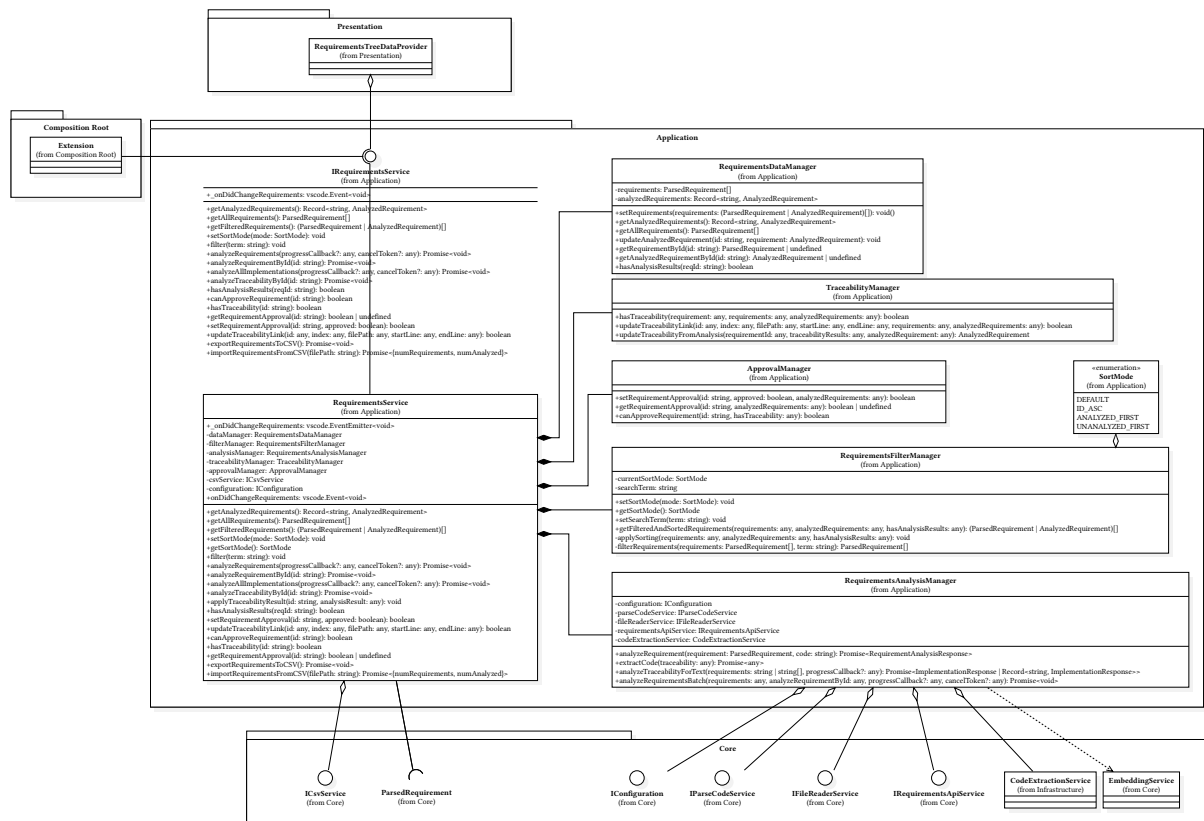 Presentation
RequirementsTreeDataProvider
(from Presentation)
Composition Root
Extension
(from Composition Root)
Application
IRequirementsService
(from Application)
+_onDidChangeRequirements: vscode.Event<void>
+getAnalyzedRequirements(): Record<string, AnalyzedRequirement>
+getAllRequirements(): ParsedRequirement[]
+getFilteredRequirements(): (ParsedRequirement | AnalyzedRequirement)[]
+setSortMode(mode: SortMode): void
+filter(term: string): void
+analyzeRequirements(progressCallback?: any, cancelToken?: any): Promise<void>
+analyzeRequirementById(id: string): Promise<void>
+analyzeAllImplementations(progressCallback?: any, cancelToken?: any): Promise<void>
+analyzeTraceabilityById(id: string): Promise<void>
+hasAnalysisResults(reqId: string): boolean
+canApproveRequirement(id: string): boolean
+hasTraceability(id: string): boolean
+getRequirementApproval(id: string): boolean | undefined
+setRequirementApproval(id: string, approved: boolean): boolean
+updateTraceabilityLink(id: any, index: any, filePath: any, startLine: any, endLine: any): boolean
+exportRequirementsToCSV(): Promise<void>
+importRequirementsFromCSV(filePath: string): Promise<{numRequirements, numAnalyzed}>
RequirementsService
(from Application)
+_onDidChangeRequirements: vscode.EventEmitter<void>
-dataManager: RequirementsDataManager
-filterManager: RequirementsFilterManager
-analysisManager: RequirementsAnalysisManager
-traceabilityManager: TraceabilityManager
-approvalManager: ApprovalManager
-csvService: ICsvService
-configuration: IConfiguration
+onDidChangeRequirements: vscode.Event<void>
+getAnalyzedRequirements(): Record<string, AnalyzedRequirement>
+getAllRequirements(): ParsedRequirement[]
+getFilteredRequirements(): (ParsedRequirement | AnalyzedRequirement)[]
+setSortMode(mode: SortMode): void
+getSortMode(): SortMode
+filter(term: string): void
+analyzeRequirements(progressCallback?: any, cancelToken?: any): Promise<void>
+analyzeRequirementById(id: string): Promise<void>
+analyzeAllImplementations(progressCallback?: any, cancelToken?: any): Promise<void>
+analyzeTraceabilityById(id: string): Promise<void>
+applyTraceabilityResult(id: string, analysisResult: any): void
+hasAnalysisResults(reqId: string): boolean
+setRequirementApproval(id: string, approved: boolean): boolean
+updateTraceabilityLink(id: any, index: any, filePath: any, startLine: any, endLine: any): boolean
+canApproveRequirement(id: string): boolean
+hasTraceability(id: string): boolean
+getRequirementApproval(id: string): boolean | undefined
+exportRequirementsToCSV(): Promise<void>
+importRequirementsFromCSV(filePath: string): Promise<{numRequirements, numAnalyzed}>
RequirementsDataManager
(from Application)
-requirements: ParsedRequirement[]
-analyzedRequirements: Record<string, AnalyzedRequirement>
+setRequirements(requirements: (ParsedRequirement | AnalyzedRequirement)[]): void()
+getAnalyzedRequirements(): Record<string, AnalyzedRequirement>
+getAllRequirements(): ParsedRequirement[]
+updateAnalyzedRequirement(id: string, requirement: AnalyzedRequirement): void
+getRequirementById(id: string): ParsedRequirement | undefined
+getAnalyzedRequirementById(id: string): AnalyzedRequirement | undefined
+hasAnalysisResults(reqId: string): boolean
TraceabilityManager
(from Application)
+hasTraceability(requirement: any, requirements: any, analyzedRequirements: any): boolean
+updateTraceabilityLink(id: any, index: any, filePath: any, startLine: any, endLine: any, requirements: any, analyzedRequirements: any): boolean
+updateTraceabilityFromAnalysis(requirementId: any, traceabilityResults: any, analyzedRequirement: any): AnalyzedRequirement
ApprovalManager
(from Application)
+setRequirementApproval(id: string, approved: boolean, analyzedRequirements: any): boolean
+getRequirementApproval(id: string, analyzedRequirements: any): boolean | undefined
+canApproveRequirement(id: string, hasTraceability: any): boolean
«enumeration»
SortMode
(from Application)
DEFAULT
ID_ASC
ANALYZED_FIRST
UNANALYZED_FIRST
RequirementsFilterManager
(from Application)
-currentSortMode: SortMode
-searchTerm: string
+setSortMode(mode: SortMode): void
+getSortMode(): SortMode
+setSearchTerm(term: string): void
+getFilteredAndSortedRequirements(requirements: any, analyzedRequirements: any, hasAnalysisResults: any): (ParsedRequirement | AnalyzedRequirement)[]
-applySorting(requirements: any, analyzedRequirements: any, hasAnalysisResults: any): void
-filterRequirements(requirements: ParsedRequirement[], term: string): ParsedRequirement[]
RequirementsAnalysisManager
(from Application)
-configuration: IConfiguration
-parseCodeService: IParseCodeService
-fileReaderService: IFileReaderService
-requirementsApiService: IRequirementsApiService
-codeExtractionService: CodeExtractionService
+analyzeRequirement(requirement: ParsedRequirement, code: string): Promise<RequirementAnalysisResponse>
+extractCode(traceability: any): Promise<any>
+analyzeTraceabilityForText(requirements: string | string[], progressCallback?: any): Promise<ImplementationResponse | Record<string, ImplementationResponse>>
+analyzeRequirementsBatch(requirements: any, analyzeRequirementById: any, progressCallback?: any, cancelToken?: any): Promise<void>
Core
ICsvService
(from Core)
ParsedRequirement
(from Core)
IConfiguration
(from Core)
IParseCodeService
(from Core)
IFileReaderService
(from Core)
IRequirementsApiService
(from Core)
CodeExtractionService
(from Infrastructure)
EmbeddingService
(from Core)